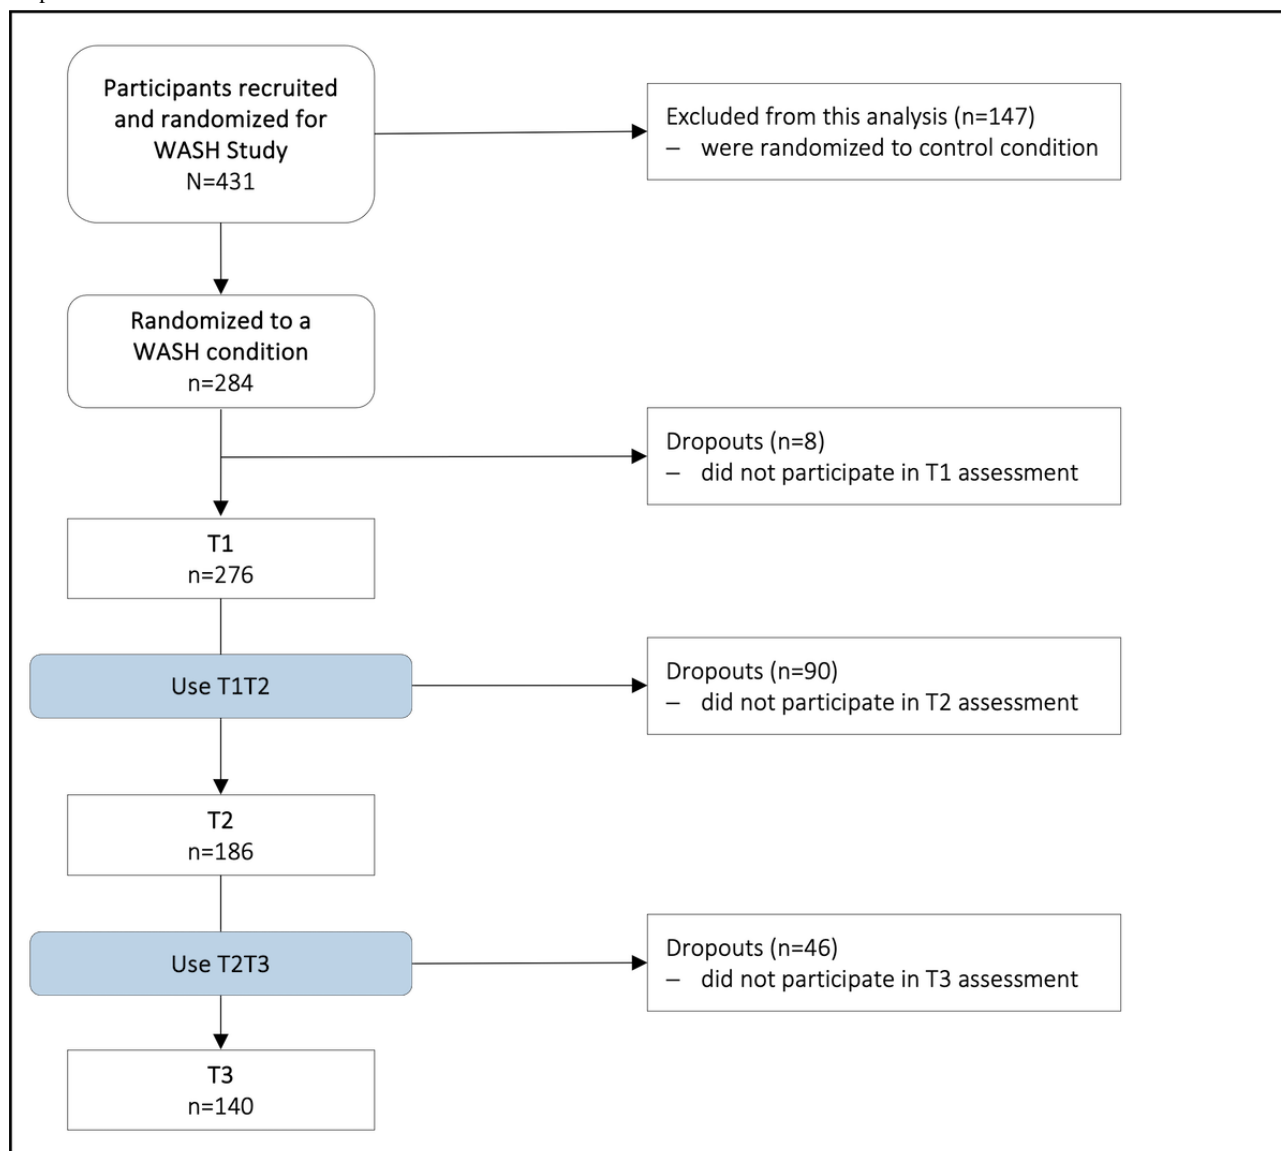 Participants recruited
and randomized for
WASH Study
N=431
Excluded from this analysis (n=147)
– were randomized to control condition
Randomized to a
WASH condition
n=284
Dropouts (n=8)
– did not participate in T1 assessment
T1
n=276
Use T1T2
Dropouts (n=90)
– did not participate in T2 assessment
T2
n=186
Use T2T3
Dropouts (n=46)
– did not participate in T3 assessment
T3
n=140